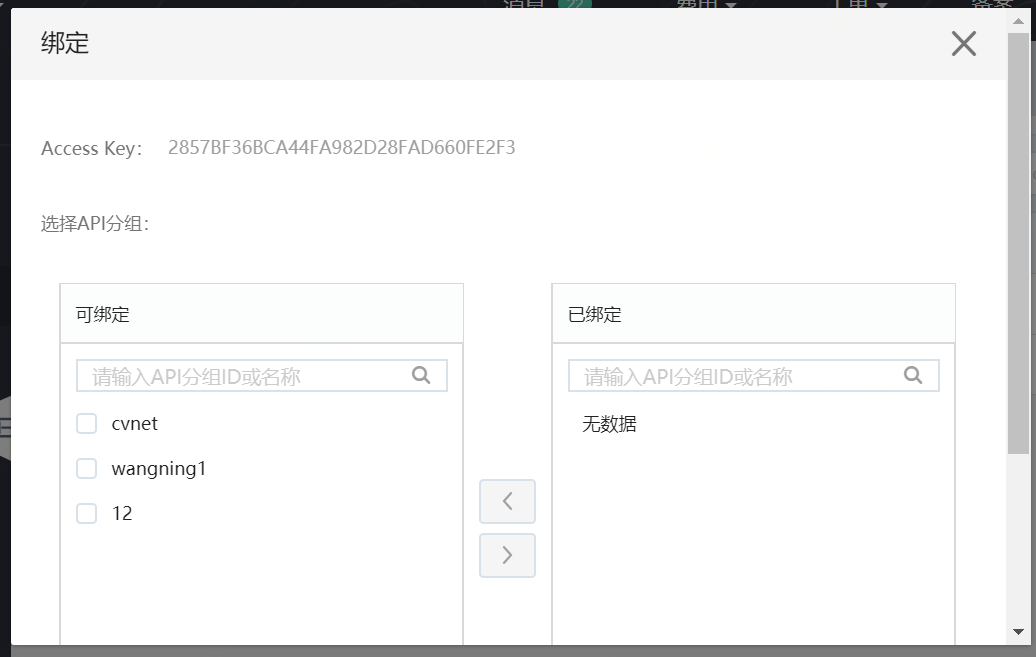 22
绑定
Access Key: 2857BF36BCA44FA982D28FAD660FE2F3
选择API分组:
可绑定
请输入API分组ID或名称
cvnet
wangning1
12
已绑定
请输入API分组ID或名称
无数据